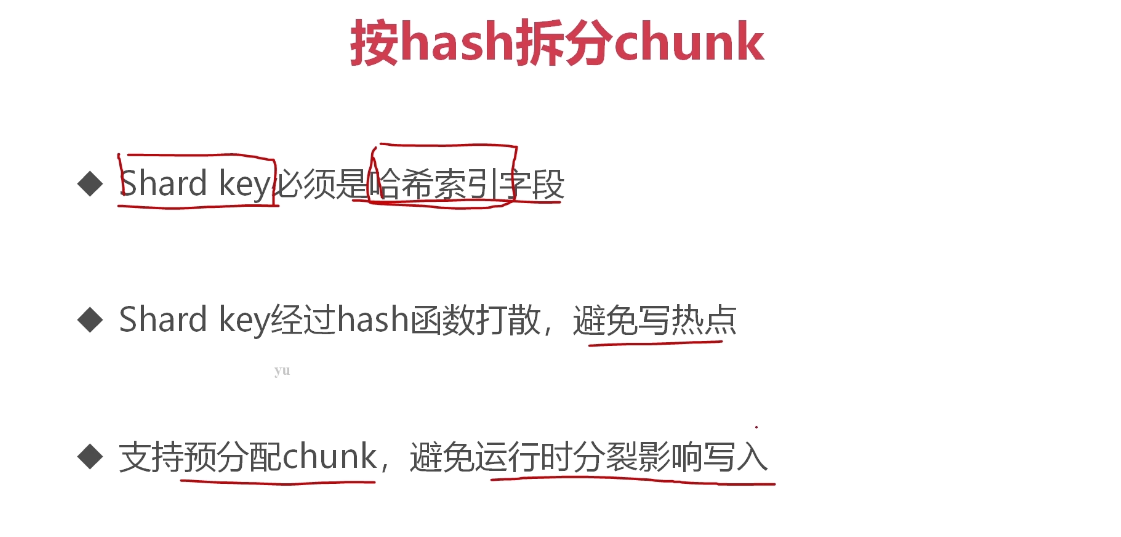 按hash拆分chunk
◆ Shard key必须是哈希索引字段
◆ Shard key经过hash函数打散，避免写热点
yu
◆ 支持预分配chunk，避免运行时分裂影响写入